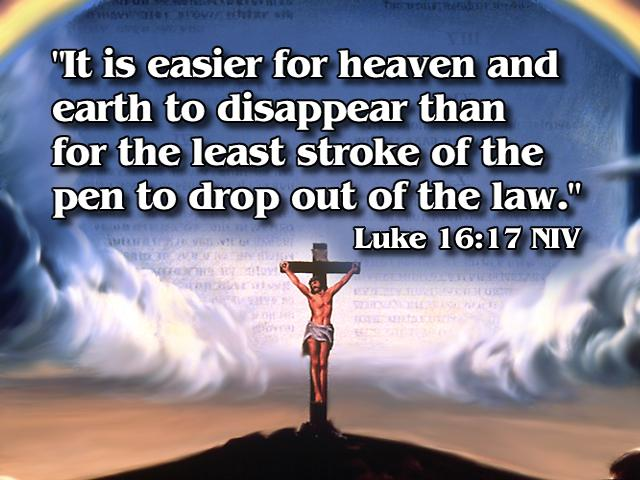 "It is easier for heaven and
earth to disappear than
for the least stroke of the
pen to drop out of the law."
Luke 16:17 NIV